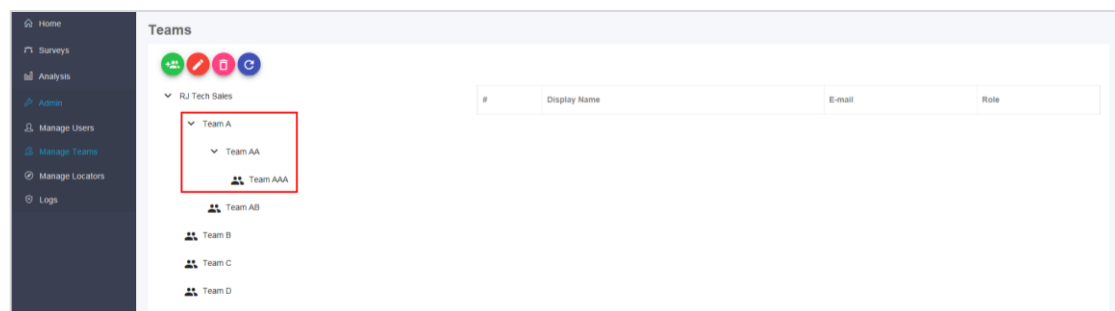 Home
Surveys
Analysis
Admin
Manage Users
Manage Teams
Manage Locators
Logs
Teams
RJ Tech Sales
Team A
Team AA
Team AAA
Team AB
Team B
Team C
Team D
# Display Name E-mail Role